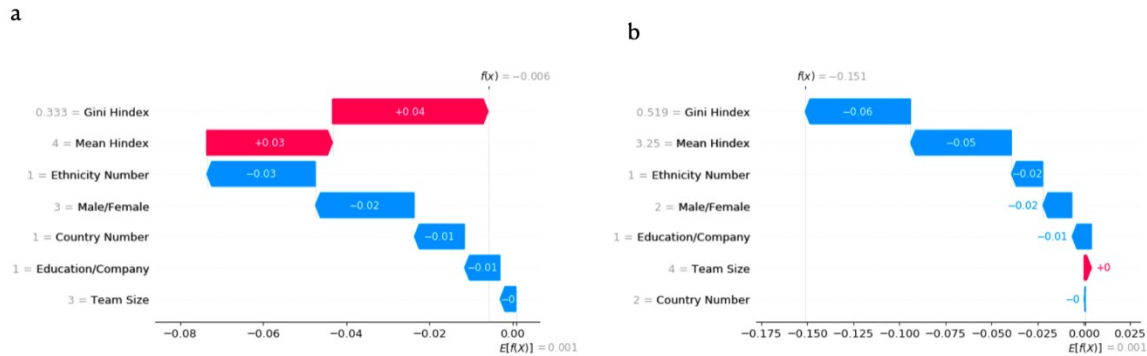 a
f(x) = −0.006
0.333 = Gini Hindex
+0.04
4 = Mean Hindex
+0.03
1 = Ethnicity Number
−0.03
3 = Male/Female
−0.02
1 = Country Number
−0.01
1 = Education/Company
−0.01
3 = Team Size
−0
−0.08 −0.06 −0.04 −0.02 0.00
E[f(X)] = 0.001
b
f(x) = −0.151
0.519 = Gini Hindex
−0.06
3.25 = Mean Hindex
−0.05
1 = Ethnicity Number
−0.02
2 = Male/Female
−0.02
1 = Education/Company
−0.01
4 = Team Size
+0
2 = Country Number
−0
−0.175 −0.150 −0.125 −0.100 −0.075 −0.050 −0.025 0.000 0.025
E[f(X)] = 0.001